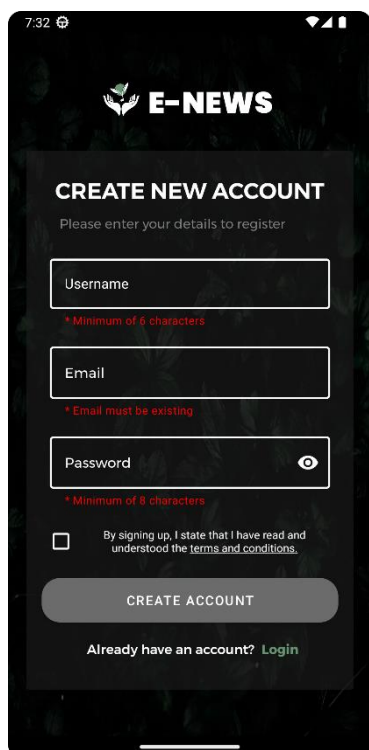 7:32
E-NEWS
CREATE NEW ACCOUNT
Please enter your details to register
Username
* Minimum of 6 characters
Email
* Email must be existing
Password
* Minimum of 8 characters
By signing up, I state that I have read and
understood the terms and conditions.
CREATE ACCOUNT
Already have an account? Login